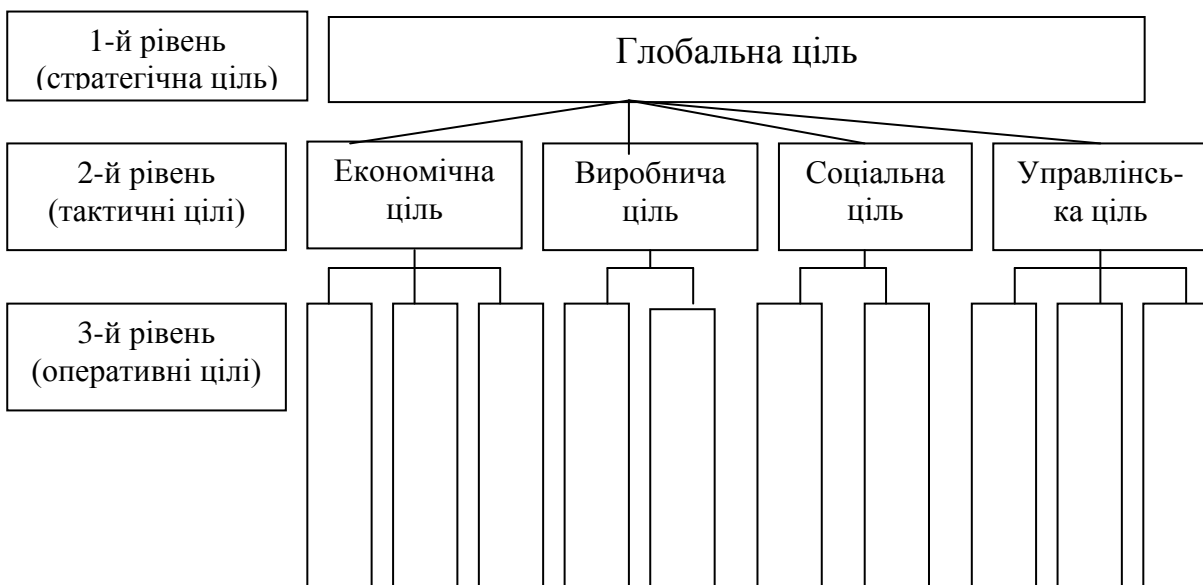 1-й рівень
(стратегічна ціль)
Глобальна ціль
2-й рівень
(тактичні цілі)
Економічна
ціль
Виробнича
ціль
Соціальна
ціль
Управлінсь-
ка ціль
3-й рівень
(оперативні цілі)